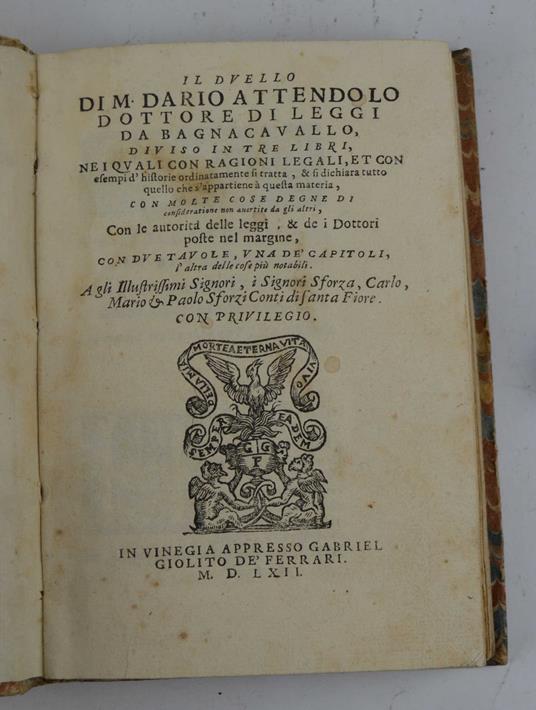 IL DVELLO
DI M. DARIO ATTENDOLO
DOTTORE DI LEGGI
DA BAGNACAVALLO,
DIVISO IN TRE LIBRI,
NE I QVALI CON RAGIONI LEGALI, ET CON
esempi d'historie ordinatamente si tratta, & si dichiara tutto
quello che s'appartiene à questa materia,
CON MOLTE COSE DEGNE DI
consideratione non auertite da gli altri,
Con le autorità delle leggi, & de i Dottori
poste nel margine,
CON DVE TAVOLE, VNA DE' CAPITOLI,
l'altra delle cose più notabili.
A gli Illustrissimi Signori, i Signori Sforza, Carlo,
Mario & Paolo Sforzi Conti di santa Fiore.
CON PRIVILEGIO.
DELLA MIA MORTE AETERNA VITA VIVO
SEMPER EADEM
G G
F
IN VINEGIA APPRESSO GABRIEL
GIOLITO DE' FERRARI.
M. D. LXII.